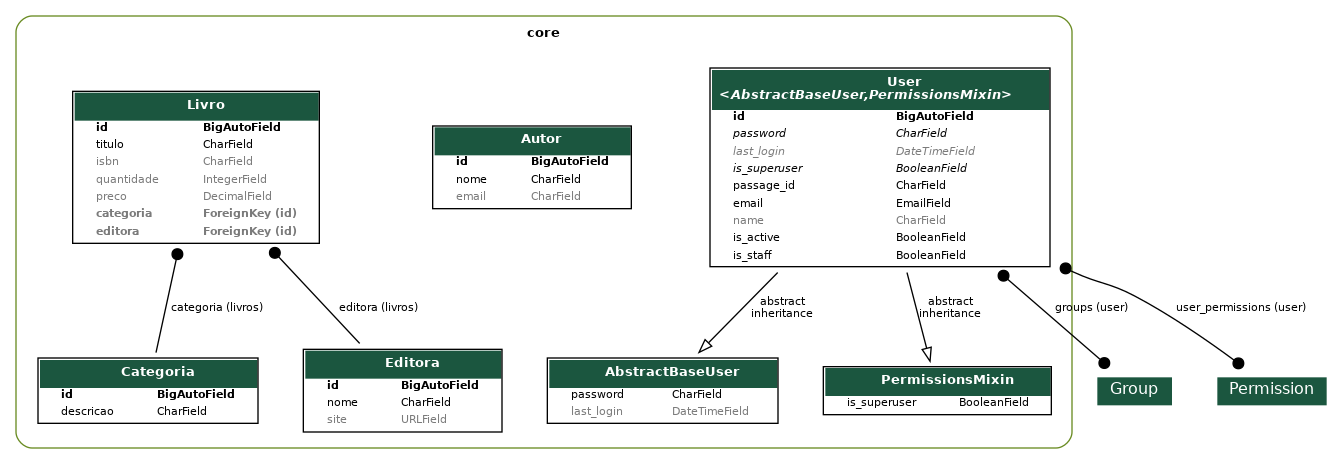 core
Livro
id BigAutoField
titulo CharField
isbn CharField
quantidade IntegerField
preco DecimalField
categoria ForeignKey (id)
editora ForeignKey (id)
Autor
id BigAutoField
nome CharField
email CharField
User
<AbstractBaseUser,PermissionsMixin>
id BigAutoField
password CharField
last_login DateTimeField
is_superuser BooleanField
passage_id CharField
email EmailField
name CharField
is_active BooleanField
is_staff BooleanField
categoria (livros)
editora (livros)
abstract
inheritance
abstract
inheritance
groups (user)
user_permissions (user)
Categoria
id BigAutoField
descricao CharField
Editora
id BigAutoField
nome CharField
site URLField
AbstractBaseUser
password CharField
last_login DateTimeField
PermissionsMixin
is_superuser BooleanField
Group
Permission